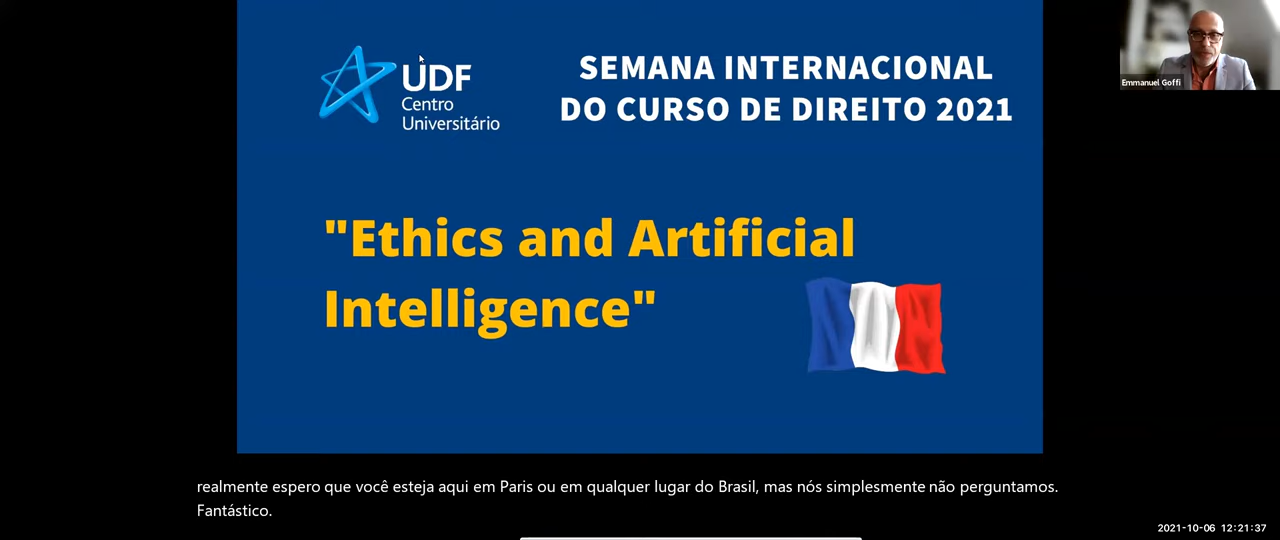 UDF
Centro
Universitário
SEMANA INTERNACIONAL
DO CURSO DE DIREITO 2021
Emmanuel Goffi
"Ethics and Artificial
Intelligence"
realmente espero que você esteja aqui em Paris ou em qualquer lugar do Brasil, mas nós simplesmente não perguntamos.
Fantástico.
2021-10-06 12:21:37